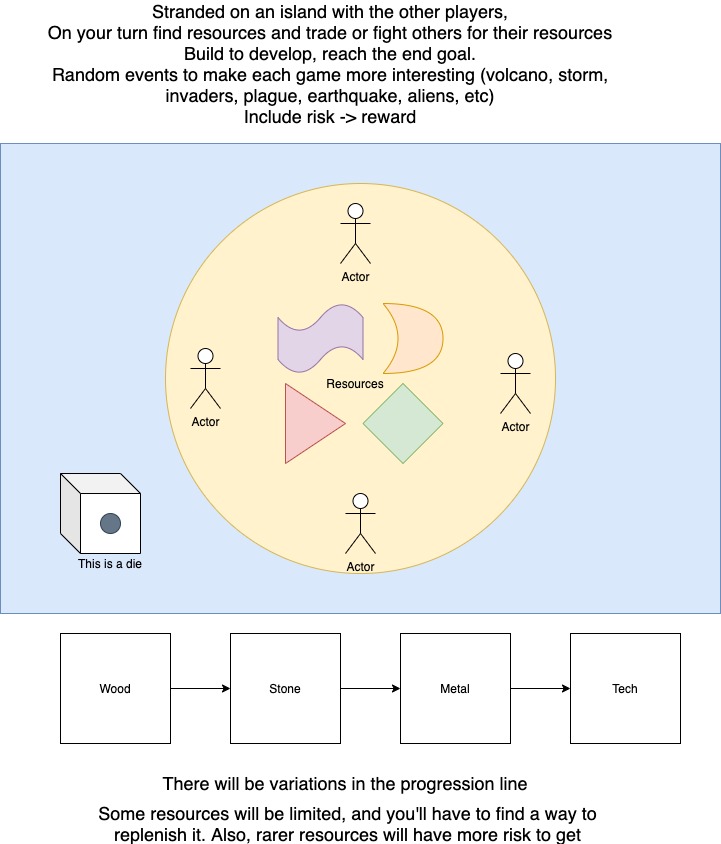 Stranded on an island with the other players,
On your turn find resources and trade or fight others for their resources
Build to develop, reach the end goal.
Random events to make each game more interesting (volcano, storm,
invaders, plague, earthquake, aliens, etc)
Include risk -> reward
Actor
Resources
Actor
Actor
Actor
This is a die
Wood
Stone
Metal
Tech
There will be variations in the progression line
Some resources will be limited, and you'll have to find a way to
replenish it. Also, rarer resources will have more risk to get